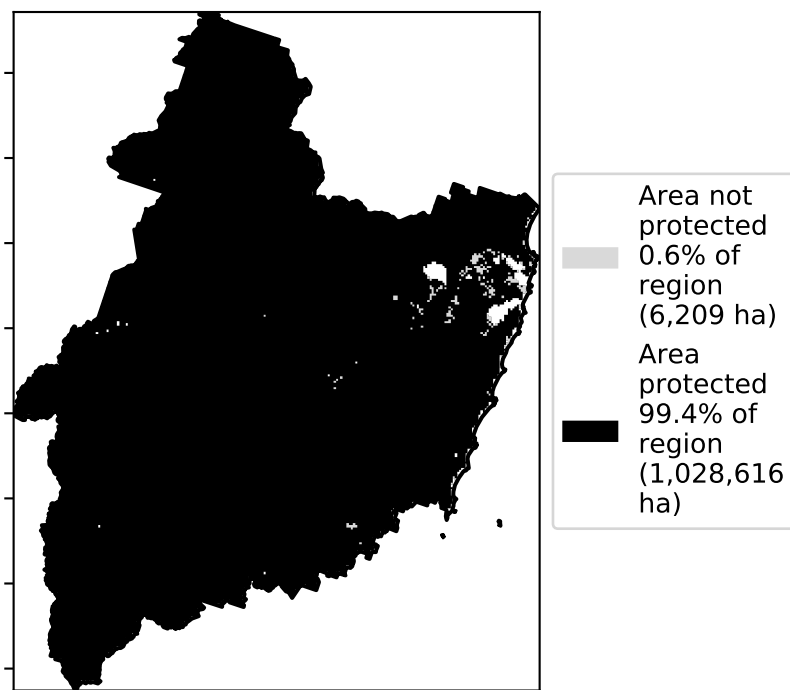 Area not
protected
0.6% of
region
(6,209 ha)
Area
protected
99.4% of
region
(1,028,616
ha)